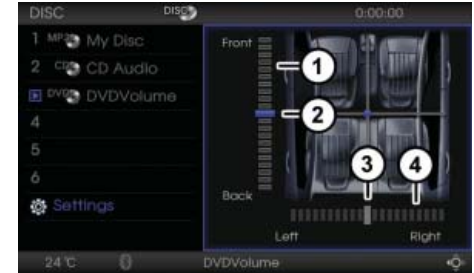 DISC DISC 0:00:00
1 MP3 My Disc
2 CD CD Audio
DVD DVDVolume
4
5
6
Settings
Front
Back
Left Right
1
2
3 4
24°C DVDVolume